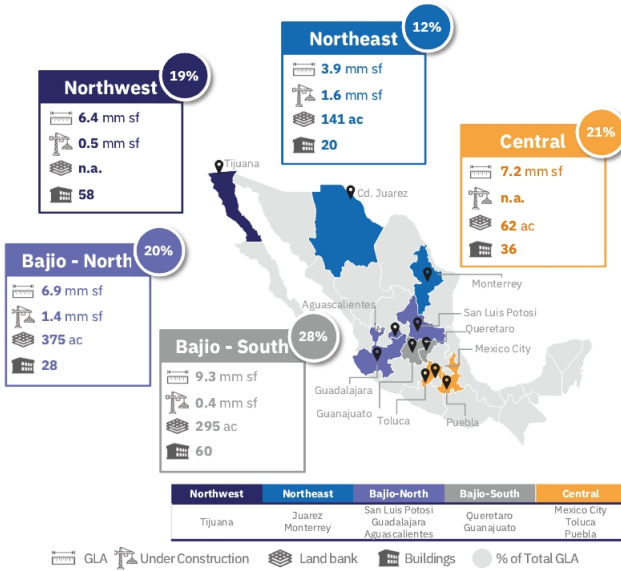 Northeast
12%
3.9 mm sf
1.6 mm sf
141 ac
20
Northwest
19%
6.4 mm sf
0.5 mm sf
n.a.
58
Central
21%
7.2 mm sf
n.a.
62 ac
36
Bajio - North
20%
6.9 mm sf
1.4 mm sf
375 ac
28
Bajio - South
28%
9.3 mm sf
0.4 mm sf
295 ac
60
Tijuana
Cd. Juarez
Monterrey
Aguascalientes
San Luis Potosi
Queretaro
Mexico City
Guadalajara
Guanajuato
Toluca
Puebla
Northwest Northeast Bajio-North Bajio-South Central
Tijuana
Juarez
Monterrey
San Luis Potosi
Guadalajara
Aguascalientes
Queretaro
Guanajuato
Mexico City
Toluca
Puebla
GLA Under Construction Land bank Buildings % of Total GLA